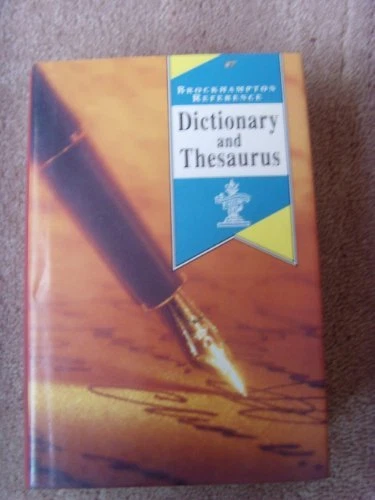 BROCKHAMPTON
REFERENCE
Dictionary
and
Thesaurus